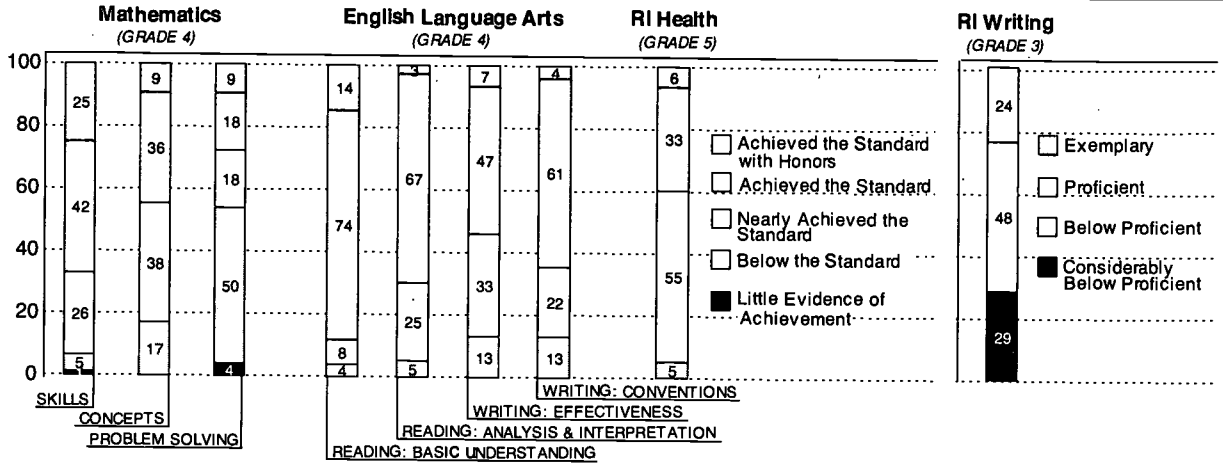 Mathematics
(GRADE 4)
English Language Arts
(GRADE 4)
RI Health
(GRADE 5)
RI Writing
(GRADE 3)
100
80
60
40
20
0
25
42
26
5
9
36
38
17
9
18
18
50
4
14
74
8
4
3
67
25
5
7
47
33
13
4
61
22
13
6
33
55
5
Achieved the Standard
with Honors
Achieved the Standard
Nearly Achieved the
Standard
Below the Standard
Little Evidence of
Achievement
24
48
29
Exemplary
Proficient
Below Proficient
Considerably
Below Proficient
SKILLS
CONCEPTS
PROBLEM SOLVING
WRITING: CONVENTIONS
WRITING: EFFECTIVENESS
READING: ANALYSIS & INTERPRETATION
READING: BASIC UNDERSTANDING